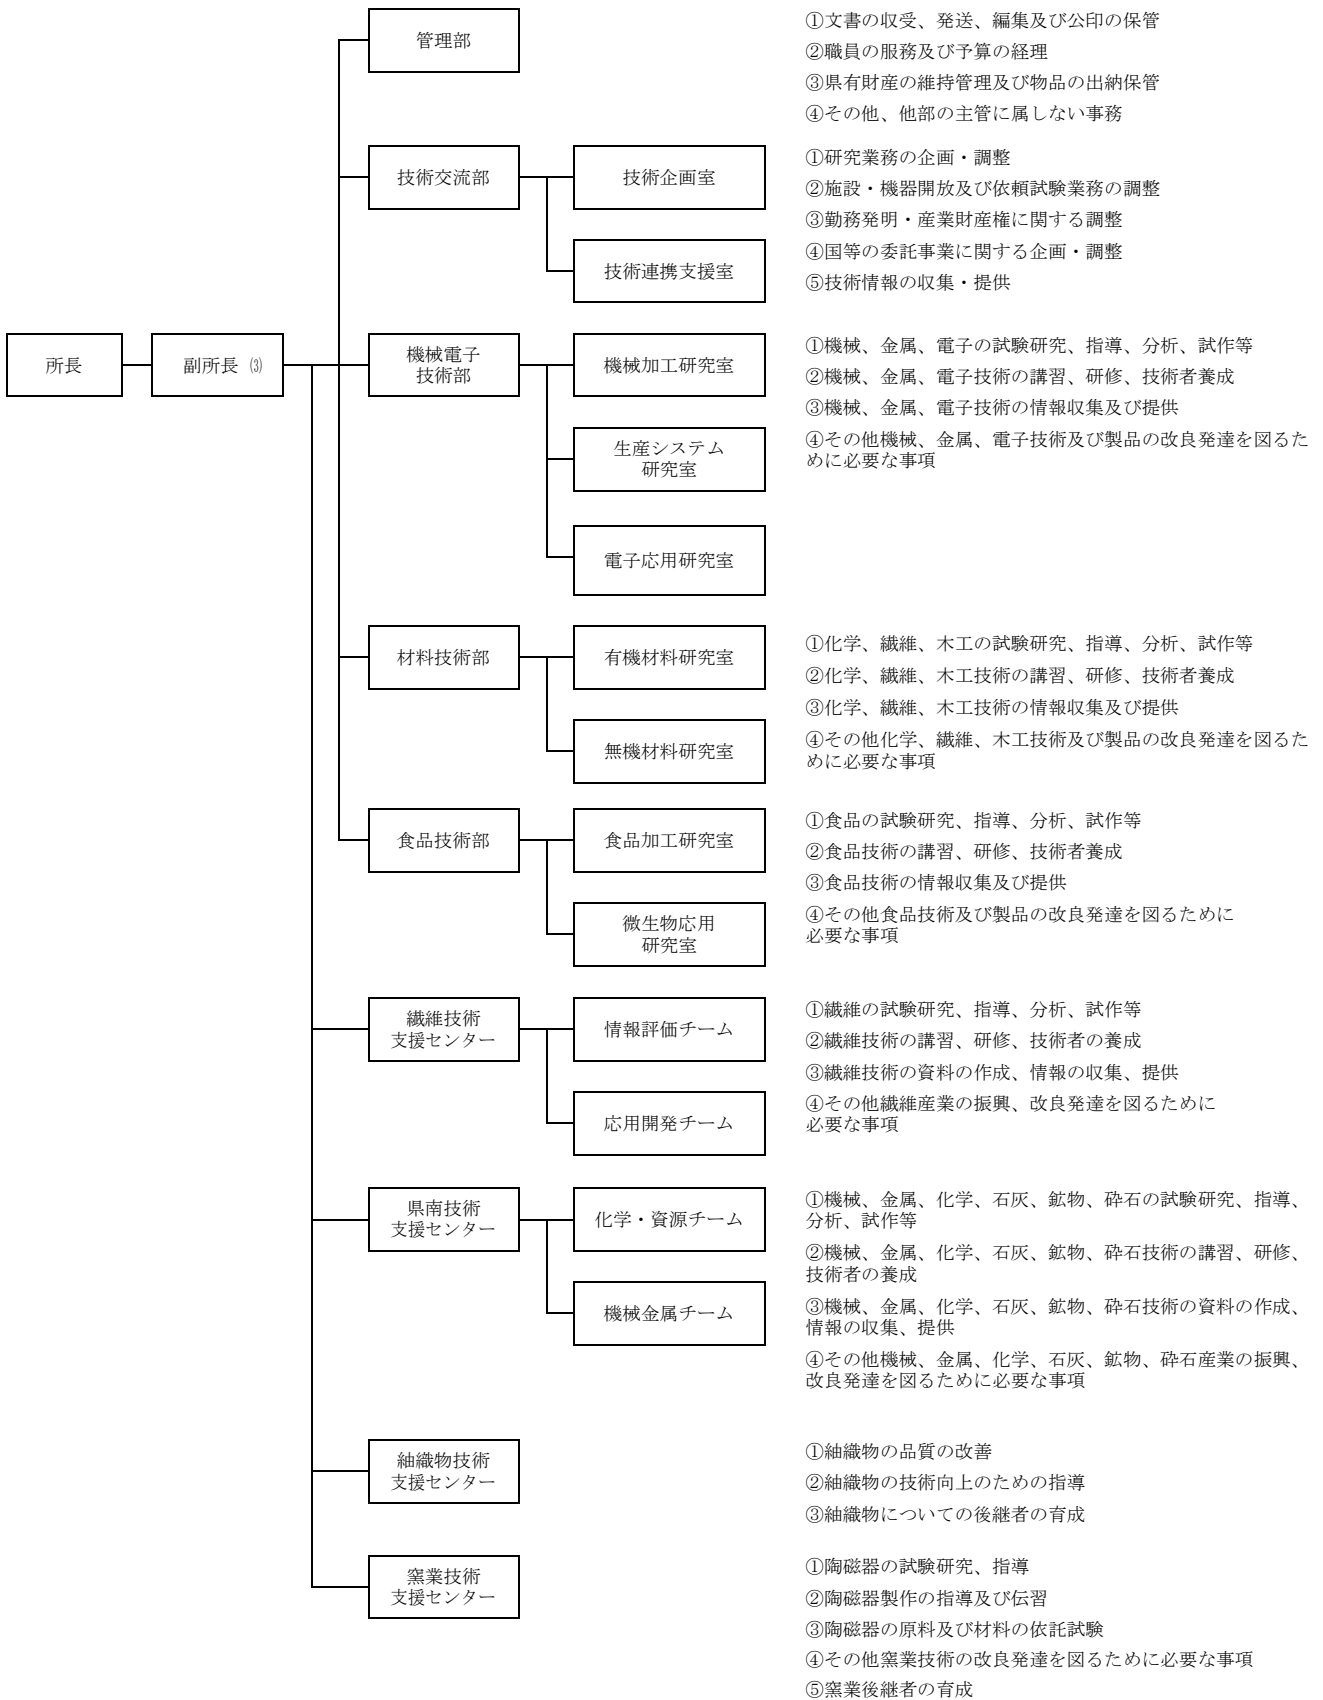 管理部
①文書の収受、発送、編集及び公印の保管
②職員の服務及び予算の経理
③県有財産の維持管理及び物品の出納保管
④その他、他部の主管に属しない事務
技術交流部
技術企画室
技術連携支援室
①研究業務の企画・調整
②施設・機器開放及び依頼試験業務の調整
③勤務発明・産業財産権に関する調整
④国等の委託事業に関する企画・調整
⑤技術情報の収集・提供
所長
副所長 ⑶
機械電子
技術部
機械加工研究室
生産システム
研究室
電子応用研究室
①機械、金属、電子の試験研究、指導、分析、試作等
②機械、金属、電子技術の講習、研修、技術者養成
③機械、金属、電子技術の情報収集及び提供
④その他機械、金属、電子技術及び製品の改良発達を図るた
めに必要な事項
材料技術部
有機材料研究室
無機材料研究室
①化学、繊維、木工の試験研究、指導、分析、試作等
②化学、繊維、木工技術の講習、研修、技術者養成
③化学、繊維、木工技術の情報収集及び提供
④その他化学、繊維、木工技術及び製品の改良発達を図るた
めに必要な事項
食品技術部
食品加工研究室
微生物応用
研究室
①食品の試験研究、指導、分析、試作等
②食品技術の講習、研修、技術者養成
③食品技術の情報収集及び提供
④その他食品技術及び製品の改良発達を図るために
必要な事項
繊維技術
支援センター
情報評価チーム
応用開発チーム
①繊維の試験研究、指導、分析、試作等
②繊維技術の講習、研修、技術者の養成
③繊維技術の資料の作成、情報の収集、提供
④その他繊維産業の振興、改良発達を図るために
必要な事項
県南技術
支援センター
化学・資源チーム
機械金属チーム
①機械、金属、化学、石灰、鉱物、砕石の試験研究、指導、
分析、試作等
②機械、金属、化学、石灰、鉱物、砕石技術の講習、研修、
技術者の養成
③機械、金属、化学、石灰、鉱物、砕石技術の資料の作成、
情報の収集、提供
④その他機械、金属、化学、石灰、鉱物、砕石産業の振興、
改良発達を図るために必要な事項
紬織物技術
支援センター
①紬織物の品質の改善
②紬織物の技術向上のための指導
③紬織物についての後継者の育成
窯業技術
支援センター
①陶磁器の試験研究、指導
②陶磁器製作の指導及び伝習
③陶磁器の原料及び材料の依託試験
④その他窯業技術の改良発達を図るために必要な事項
⑤窯業後継者の育成